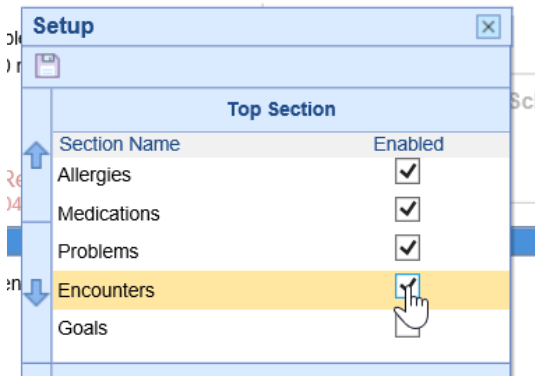 Setup
Top Section
Section Name Enabled
Allergies
Medications
Problems
Encounters
Goals